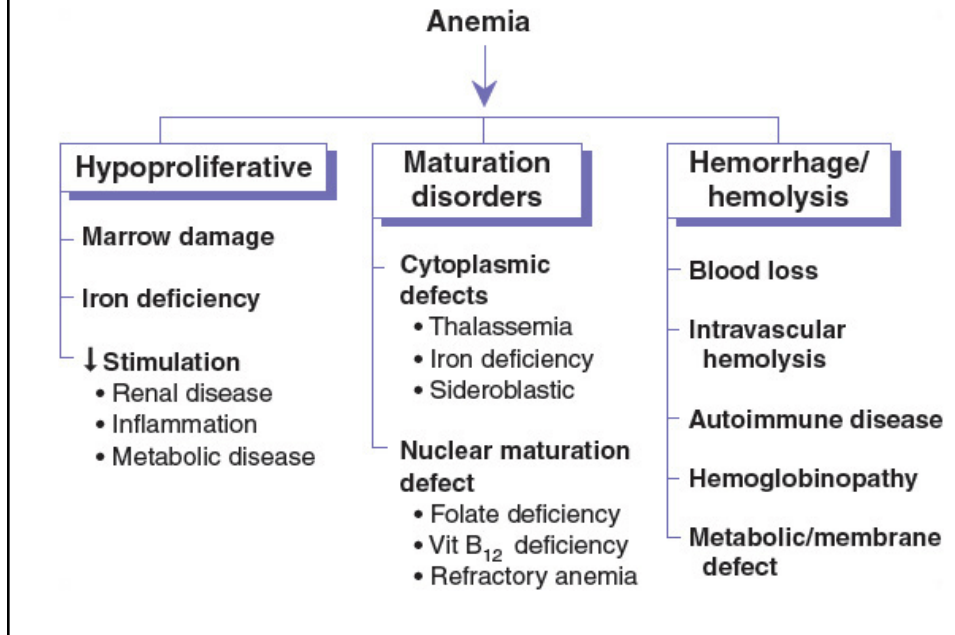 Anemia
Hypoproliferative
Marrow damage
Iron deficiency
↓ Stimulation
• Renal disease
• Inflammation
• Metabolic disease
Maturation
disorders
Cytoplasmic
defects
• Thalassemia
• Iron deficiency
• Sideroblastic
Nuclear maturation
defect
• Folate deficiency
• Vit B12 deficiency
• Refractory anemia
Hemorrhage/
hemolysis
Blood loss
Intravascular
hemolysis
Autoimmune disease
Hemoglobinopathy
Metabolic/membrane
defect